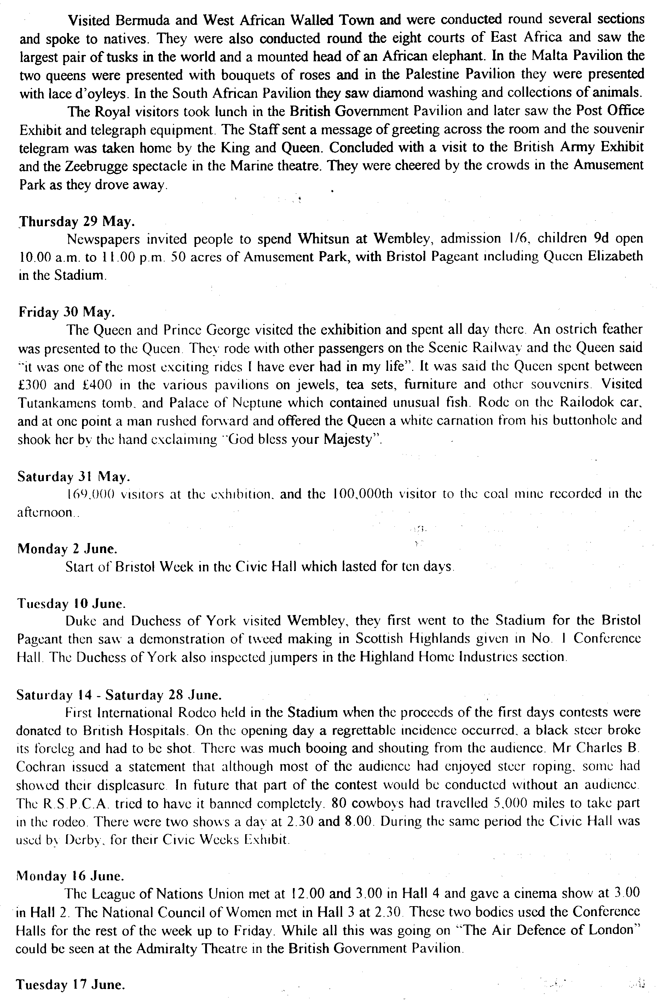 Visited Bermuda and West African Walled Town and were conducted round several sections
and spoke to natives. They were also conducted round the eight courts of East Africa and saw the
largest pair of tusks in the world and a mounted head of an African elephant. In the Malta Pavilion the
two queens were presented with bouquets of roses and in the Palestine Pavilion they were presented
with lace d'oyleys. In the South African Pavilion they saw diamond washing and collections of animals.
The Royal visitors took lunch in the British Government Pavilion and later saw the Post Office
Exhibit and telegraph equipment. The Staff sent a message of greeting across the room and the souvenir
telegram was taken home by the King and Queen. Concluded with a visit to the British Army Exhibit
and the Zeebrugge spectacle in the Marine theatre. They were cheered by the crowds in the Amusement
Park as they drove away.
Thursday 29 May.
Newspapers invited people to spend Whitsun at Wembley, admission 1/6, children 9d open
10.00 a.m. to 11.00 p.m. 50 acres of Amusement Park, with Bristol Pageant including Queen Elizabeth
in the Stadium.
Friday 30 May.
The Queen and Prince George visited the exhibition and spent all day there. An ostrich feather
was presented to the Queen. They rode with other passengers on the Scenic Railway and the Queen said
"it was one of the most exciting rides I have ever had in my life". It was said the Queen spent between
£300 and £400 in the various pavilions on jewels, tea sets, furniture and other souvenirs. Visited
Tutankamens tomb, and Palace of Neptune which contained unusual fish. Rode on the Railodok car,
and at one point a man rushed forward and offered the Queen a white carnation from his buttonhole and
shook her by the hand exclaiming "God bless your Majesty".
Saturday 31 May.
169,000 visitors at the exhibition, and the 100,000th visitor to the coal mine recorded in the
afternoon..
Monday 2 June.
Start of Bristol Week in the Civic Hall which lasted for ten days.
Tuesday 10 June.
Duke and Duchess of York visited Wembley, they first went to the Stadium for the Bristol
Pageant then saw a demonstration of tweed making in Scottish Highlands given in No. 1 Conference
Hall. The Duchess of York also inspected jumpers in the Highland Home Industries section.
Saturday 14 - Saturday 28 June.
First International Rodeo held in the Stadium when the proceeds of the first days contests were
donated to British Hospitals. On the opening day a regrettable incidence occurred, a black steer broke
its foreleg and had to be shot. There was much booing and shouting from the audience. Mr Charles B.
Cochran issued a statement that although most of the audience had enjoyed steer roping, some had
showed their displeasure. In future that part of the contest would be conducted without an audience.
The R.S.P.C.A. tried to have it banned completely. 80 cowboys had travelled 5,000 miles to take part
in the rodeo. There were two shows a day at 2.30 and 8.00. During the same period the Civic Hall was
used by Derby, for their Civic Weeks Exhibit.
Monday 16 June.
The League of Nations Union met at 12.00 and 3.00 in Hall 4 and gave a cinema show at 3.00
in Hall 2. The National Council of Women met in Hall 3 at 2.30. These two bodies used the Conference
Halls for the rest of the week up to Friday. While all this was going on "The Air Defence of London"
could be seen at the Admiralty Theatre in the British Government Pavilion.
Tuesday 17 June.